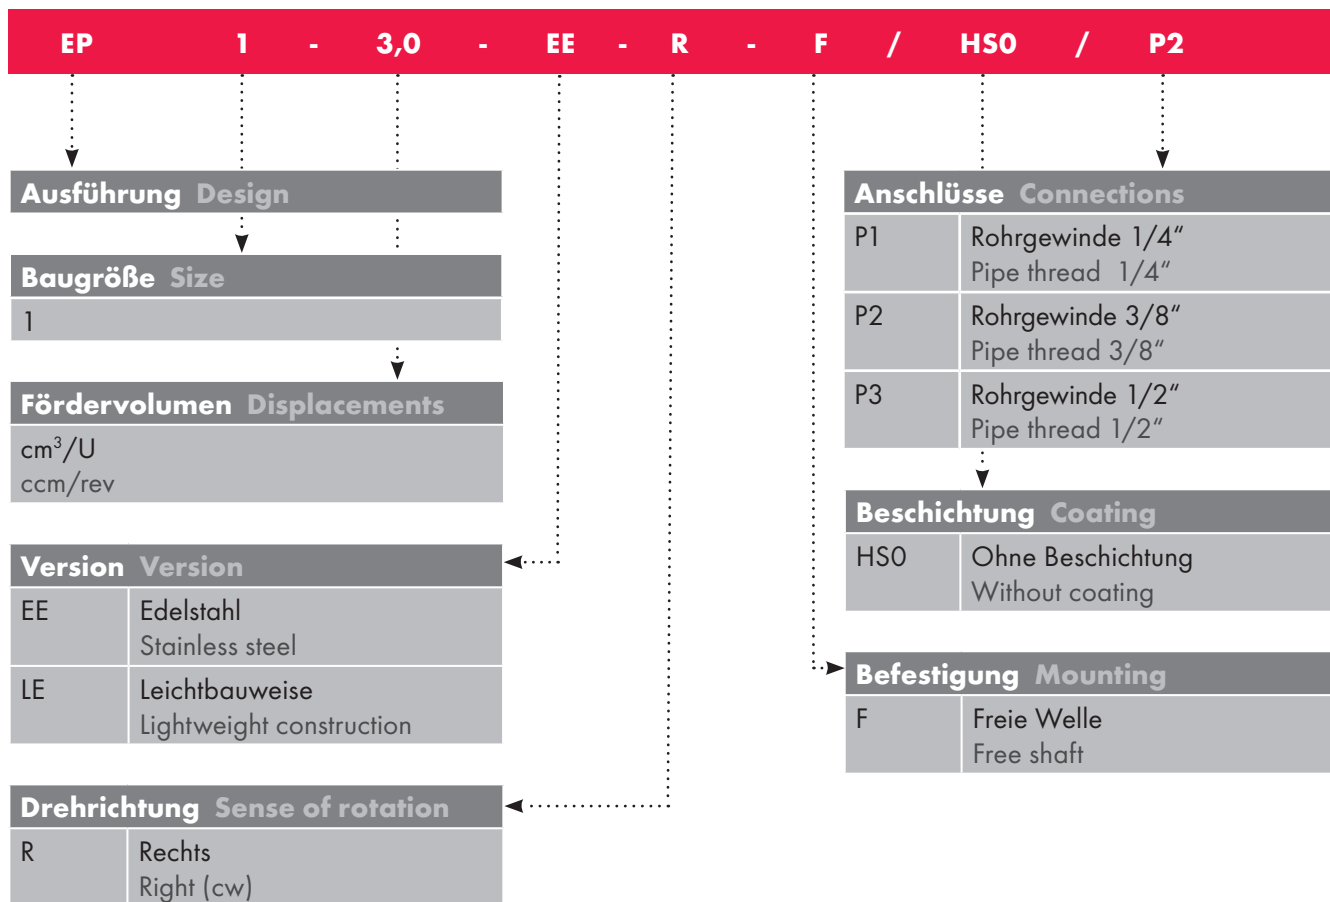 EP 1 - 3,0 - EE - R - F / HS0 / P2
Ausführung Design
Baugröße Size
1
Fördervolumen Displacements
cm³/U
ccm/rev
Version Version
EE Edelstahl
Stainless steel
LE Leichtbauweise
Lightweight construction
Drehrichtung Sense of rotation
R Rechts
Right (cw)
Anschlüsse Connections
P1 Rohrgewinde 1/4“
Pipe thread 1/4“
P2 Rohrgewinde 3/8“
Pipe thread 3/8“
P3 Rohrgewinde 1/2“
Pipe thread 1/2“
Beschichtung Coating
HS0 Ohne Beschichtung
Without coating
Befestigung Mounting
F Freie Welle
Free shaft